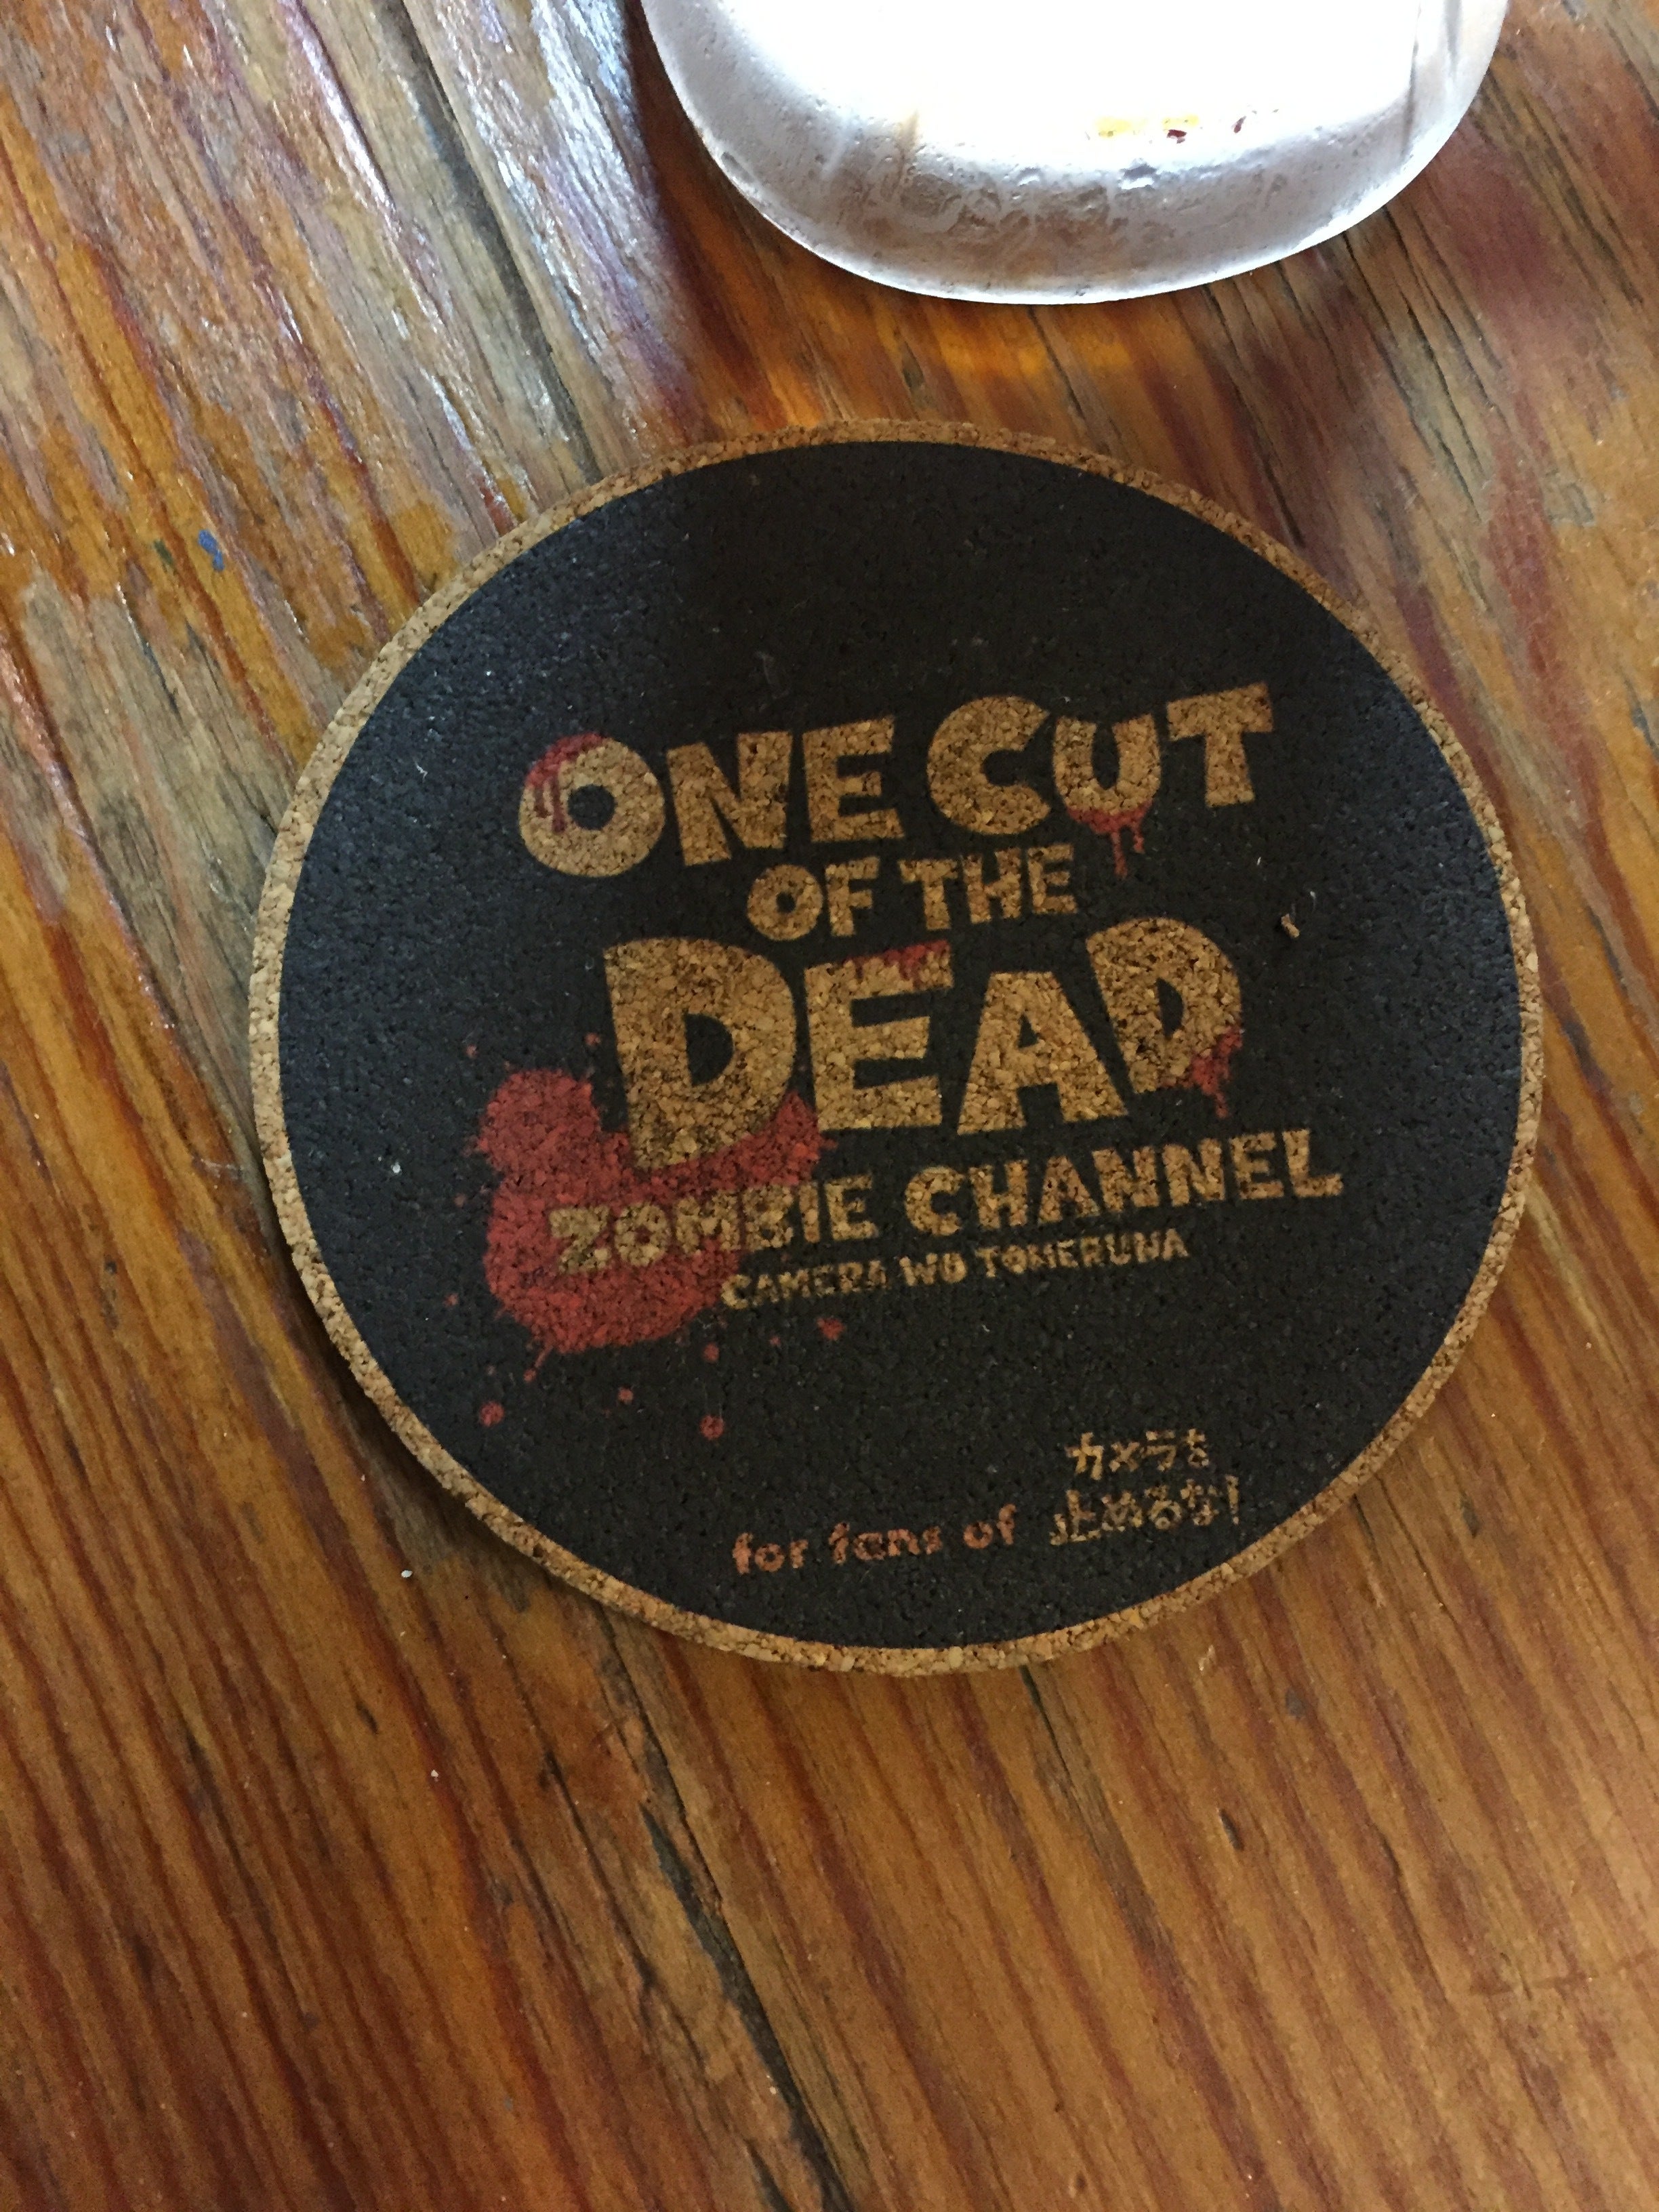 ONE CUT
OF THE
DEAD
ZOMBIE CHANNEL
CAMERA WO TOMERUNA
カメラを
for fans of 止めるな!